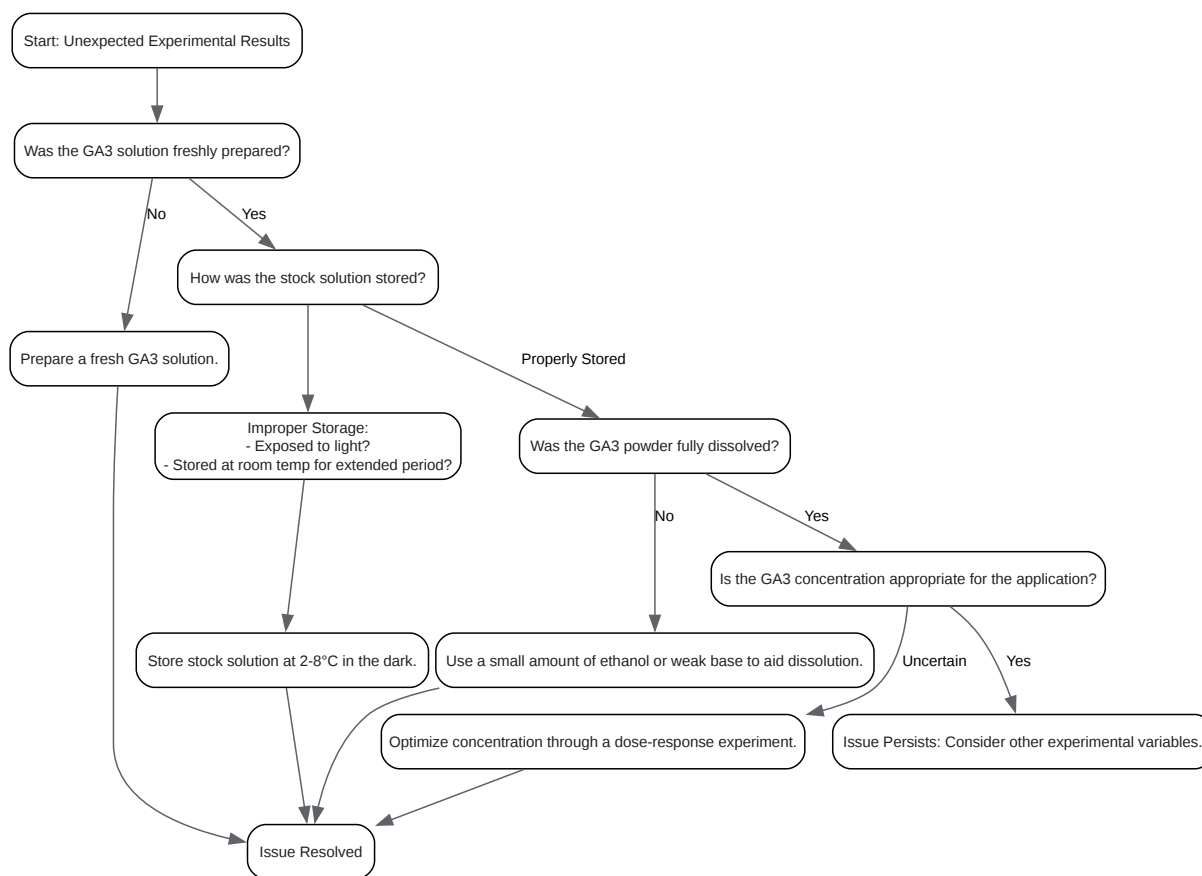 Start: Unexpected Experimental Results
Was the GA3 solution freshly prepared?
No
Yes
How was the stock solution stored?
Prepare a fresh GA3 solution.
Properly Stored
Improper Storage:
- Exposed to light?
- Stored at room temp for extended period?
Was the GA3 powder fully dissolved?
No
Yes
Is the GA3 concentration appropriate for the application?
Store stock solution at 2-8°C in the dark.
Use a small amount of ethanol or weak base to aid dissolution.
Uncertain
Yes
Optimize concentration through a dose-response experiment.
Issue Persists: Consider other experimental variables.
Issue Resolved